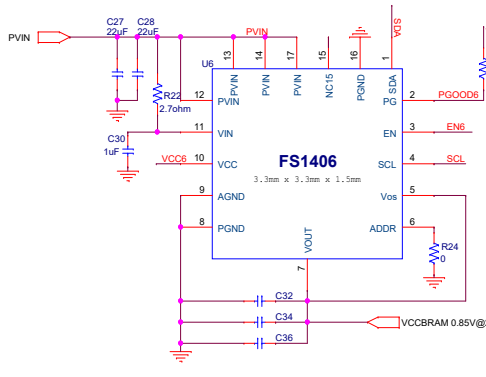 C27 C28
22uF 22uF
PVIN
PVIN
SDA
13 14 17 15 16 1
U6
PVIN PVIN PVIN NC15 PGND SDA
12 PVIN
PG 2 PGOOD6
R22
2.7ohm
11 VIN
EN 3 EN6
C30
1uF
VCC6 10 VCC
FS1406
SCL 4 SCL
3.3mm x 3.3mm x 1.5mm
9 AGND
Vos 5
8 PGND
ADDR 6
VOUT
7
R24
0
C32
C34
VCCBRAM 0.85V@
C36